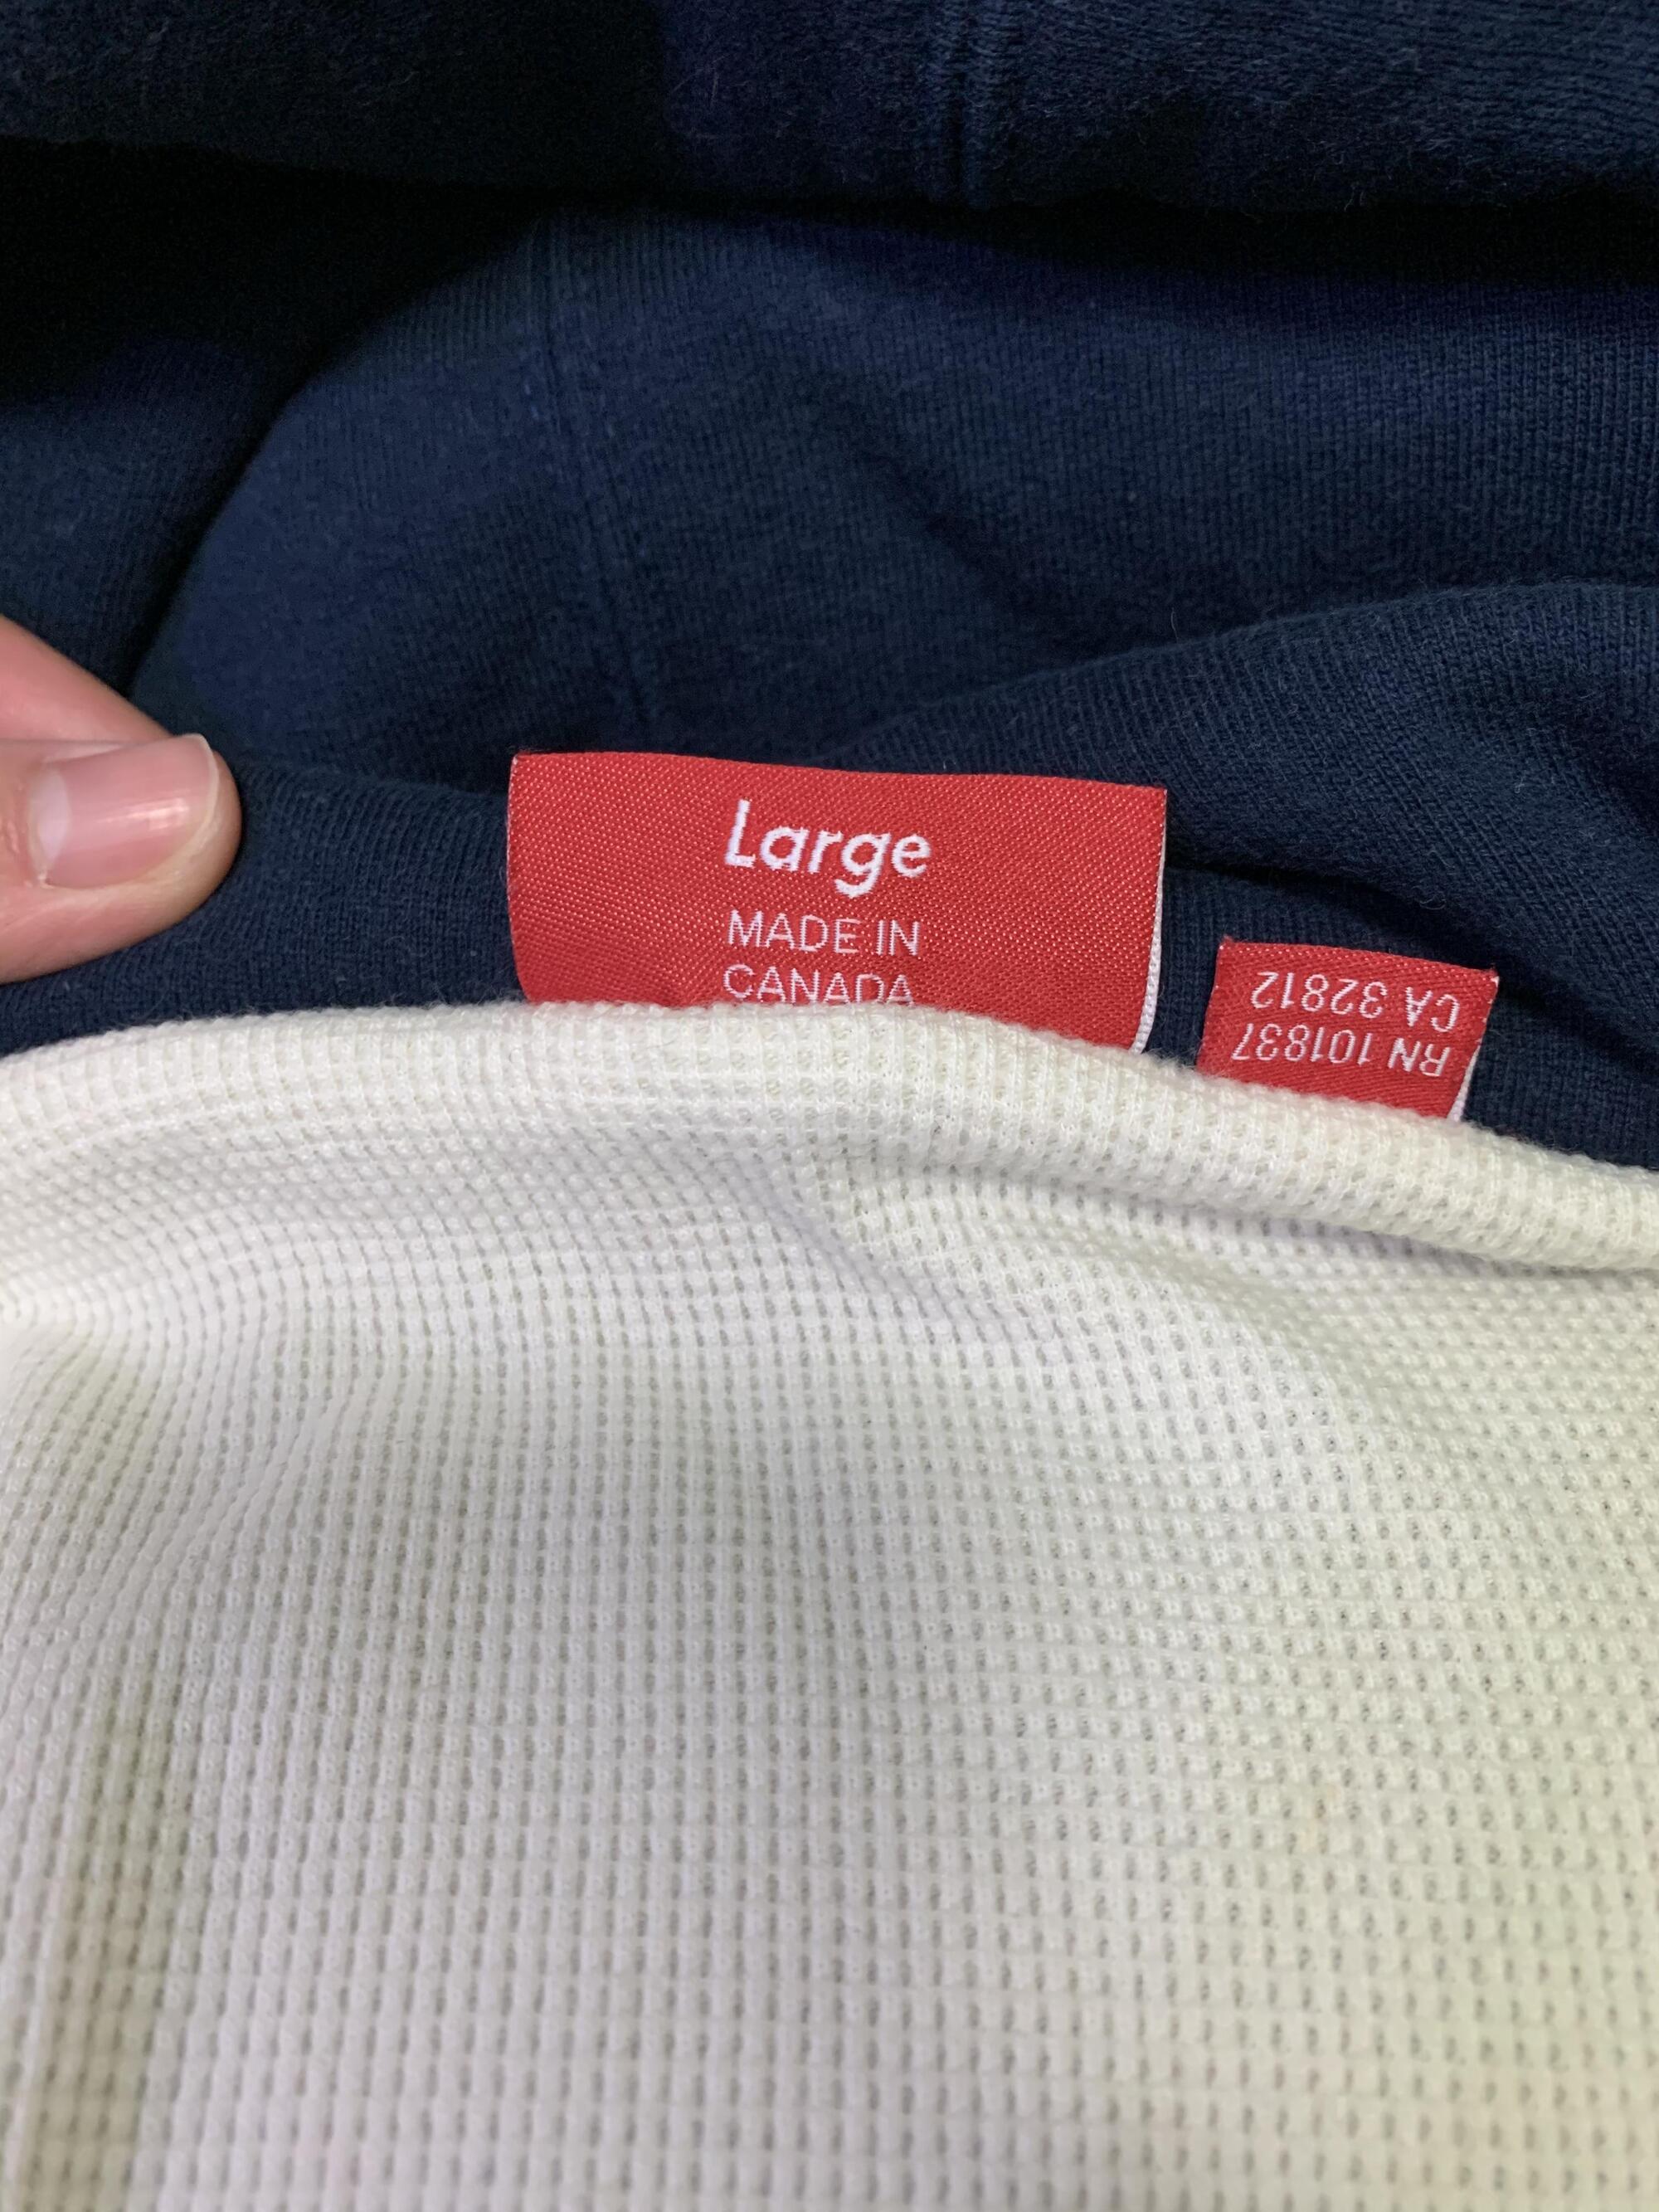 Large
MADE IN
CANADA
RN 101837
CA 32812